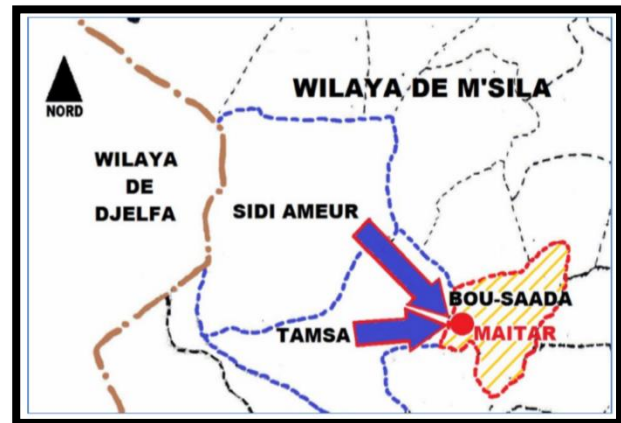 WILAYA DE M'SILA
NORD
WILAYA
DE
DJELFA
SIDI AMEUR
BOU-SAADA
TAMSA
MAITAR